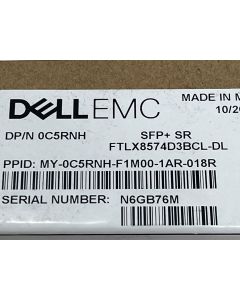 DELLEMC
MADE IN M
10/20
DP/N 0C5RNH
SFP+ SR
FTLX8574D3BCL-DL
PPID: MY-0C5RNH-F1M00-1AR-018R
SERIAL NUMBER:
N6GB76M